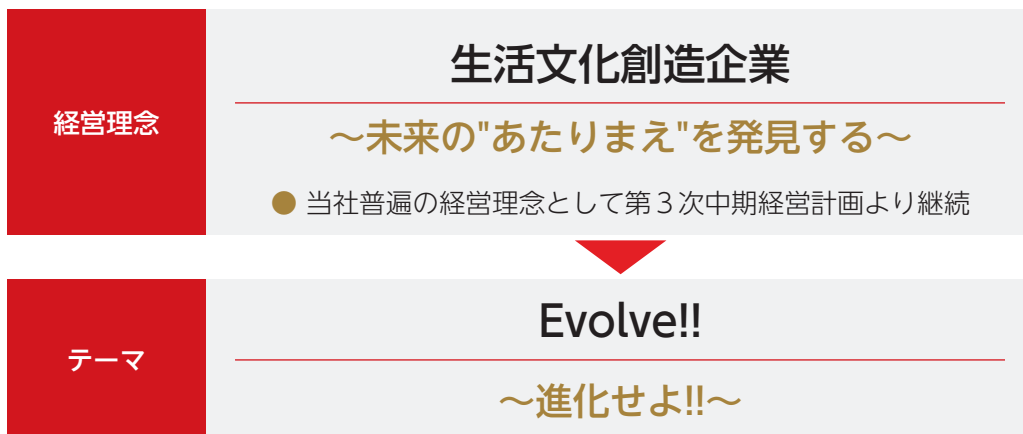 経営理念
生活文化創造企業
～未来の"あたりまえ"を発見する～
● 当社普遍の経営理念として第３次中期経営計画より継続
テーマ
Evolve!!
～進化せよ!!～